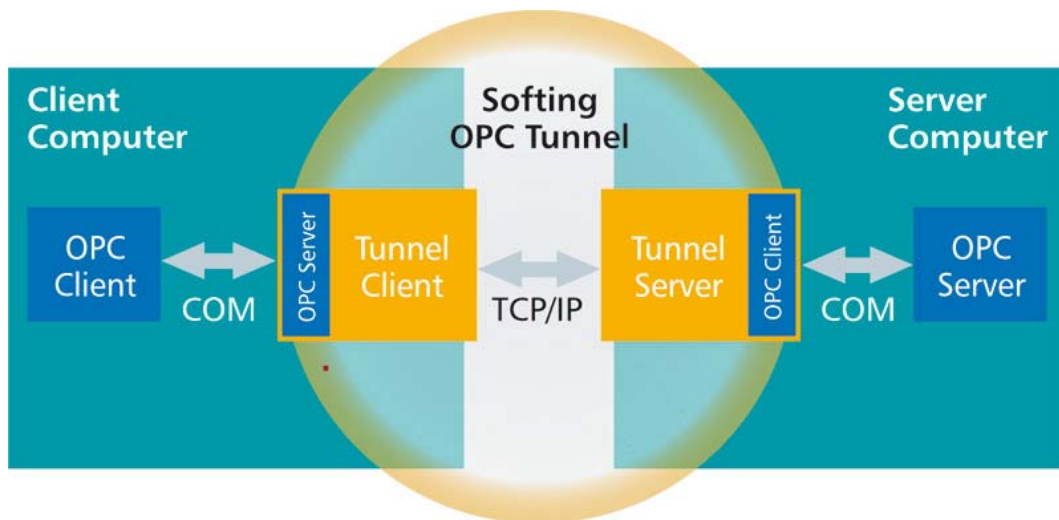 Client
Computer
Softing
OPC Tunnel
Server
Computer
OPC
Client
COM
OPC Server
Tunnel
Client
TCP/IP
Tunnel
Server
OPC Client
COM
OPC
Server